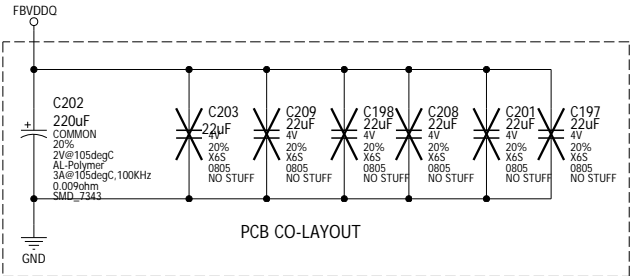 FBVDDQ
C202
220uF
COMMON
20%
2V@105degC
AL-Polymer
3A@105degC,100KHz
0.009ohm
SMD_7343
C203
22uF
4V
20%
X6S
0805
NO STUFF
C209
22uF
4V
20%
X6S
0805
NO STUFF
C198
22uF
4V
20%
X6S
0805
NO STUFF
C208
22uF
4V
20%
X6S
0805
NO STUFF
C201
22uF
4V
20%
X6S
0805
NO STUFF
C197
22uF
4V
20%
X6S
0805
NO STUFF
+
PCB CO-LAYOUT
GND